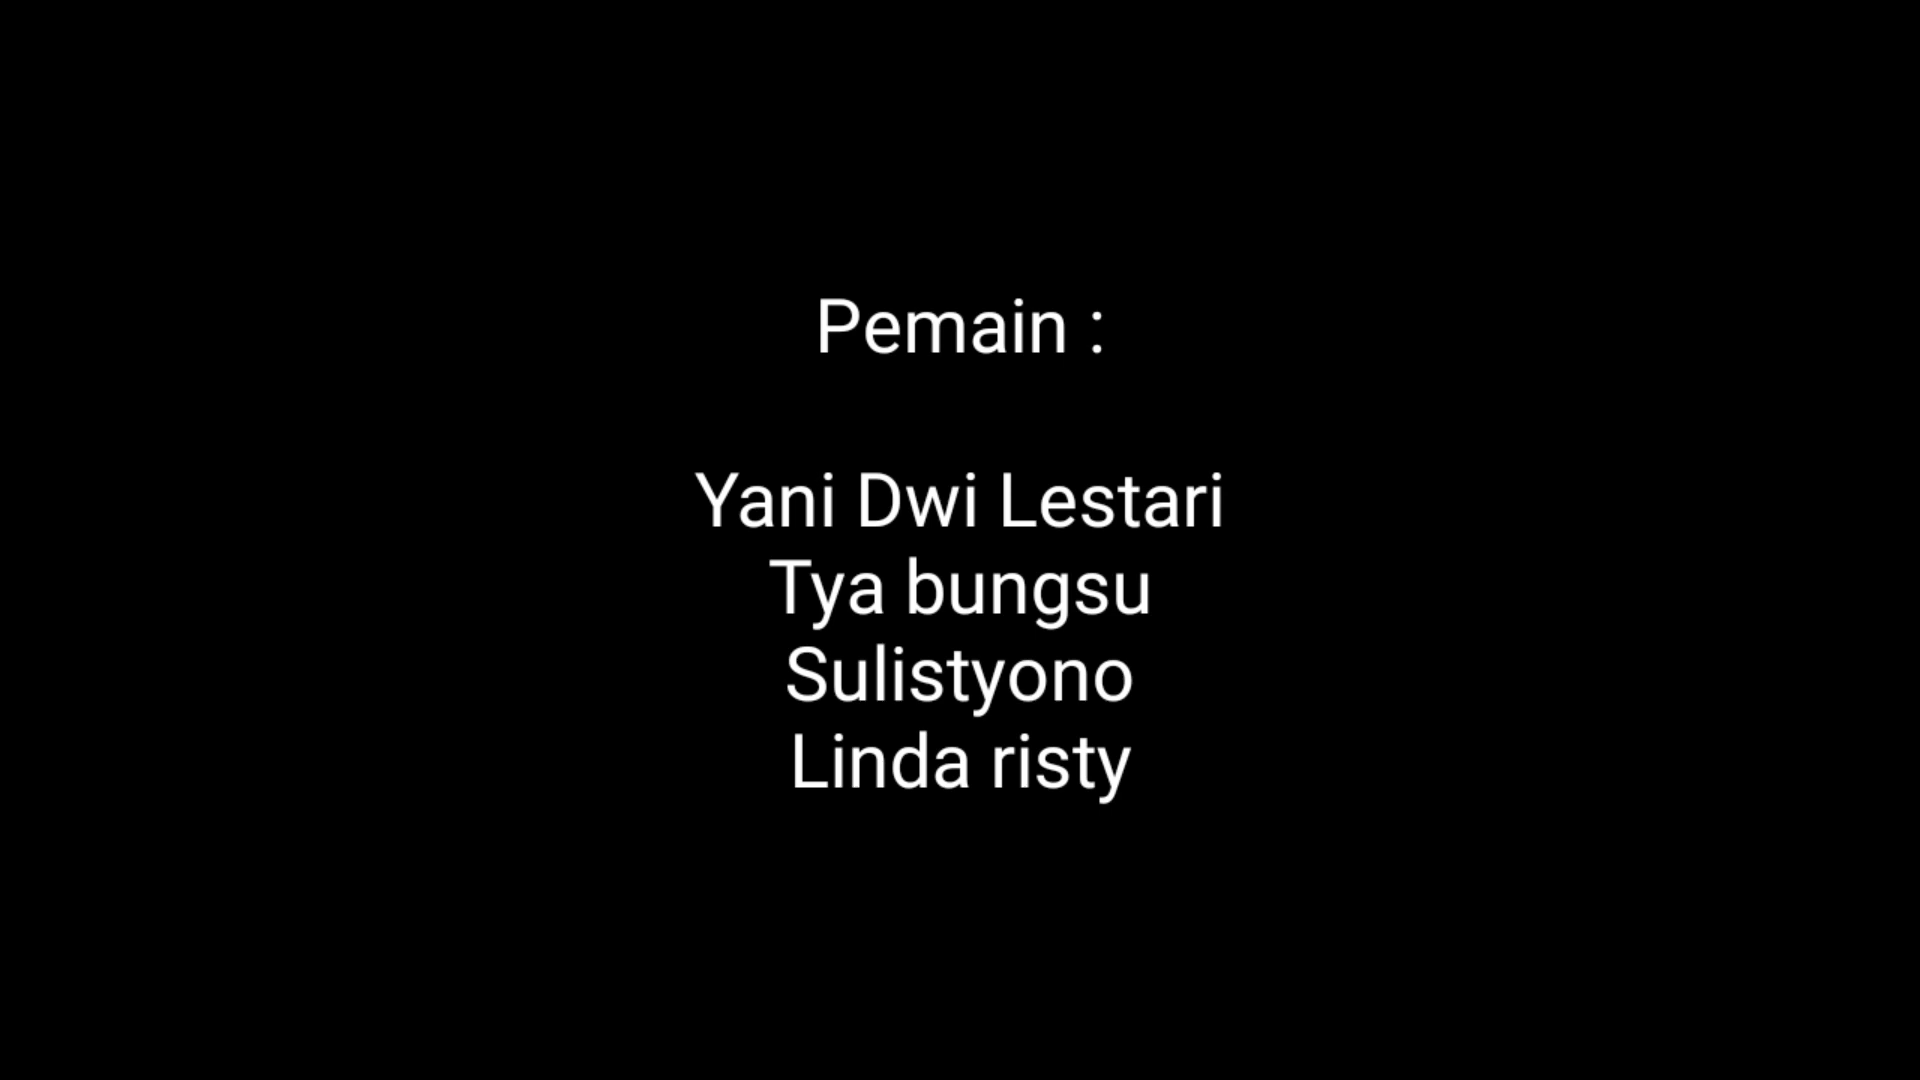 Pemain :
Yani Dwi Lestari
Tya bungsu
Sulistyono
Linda risty